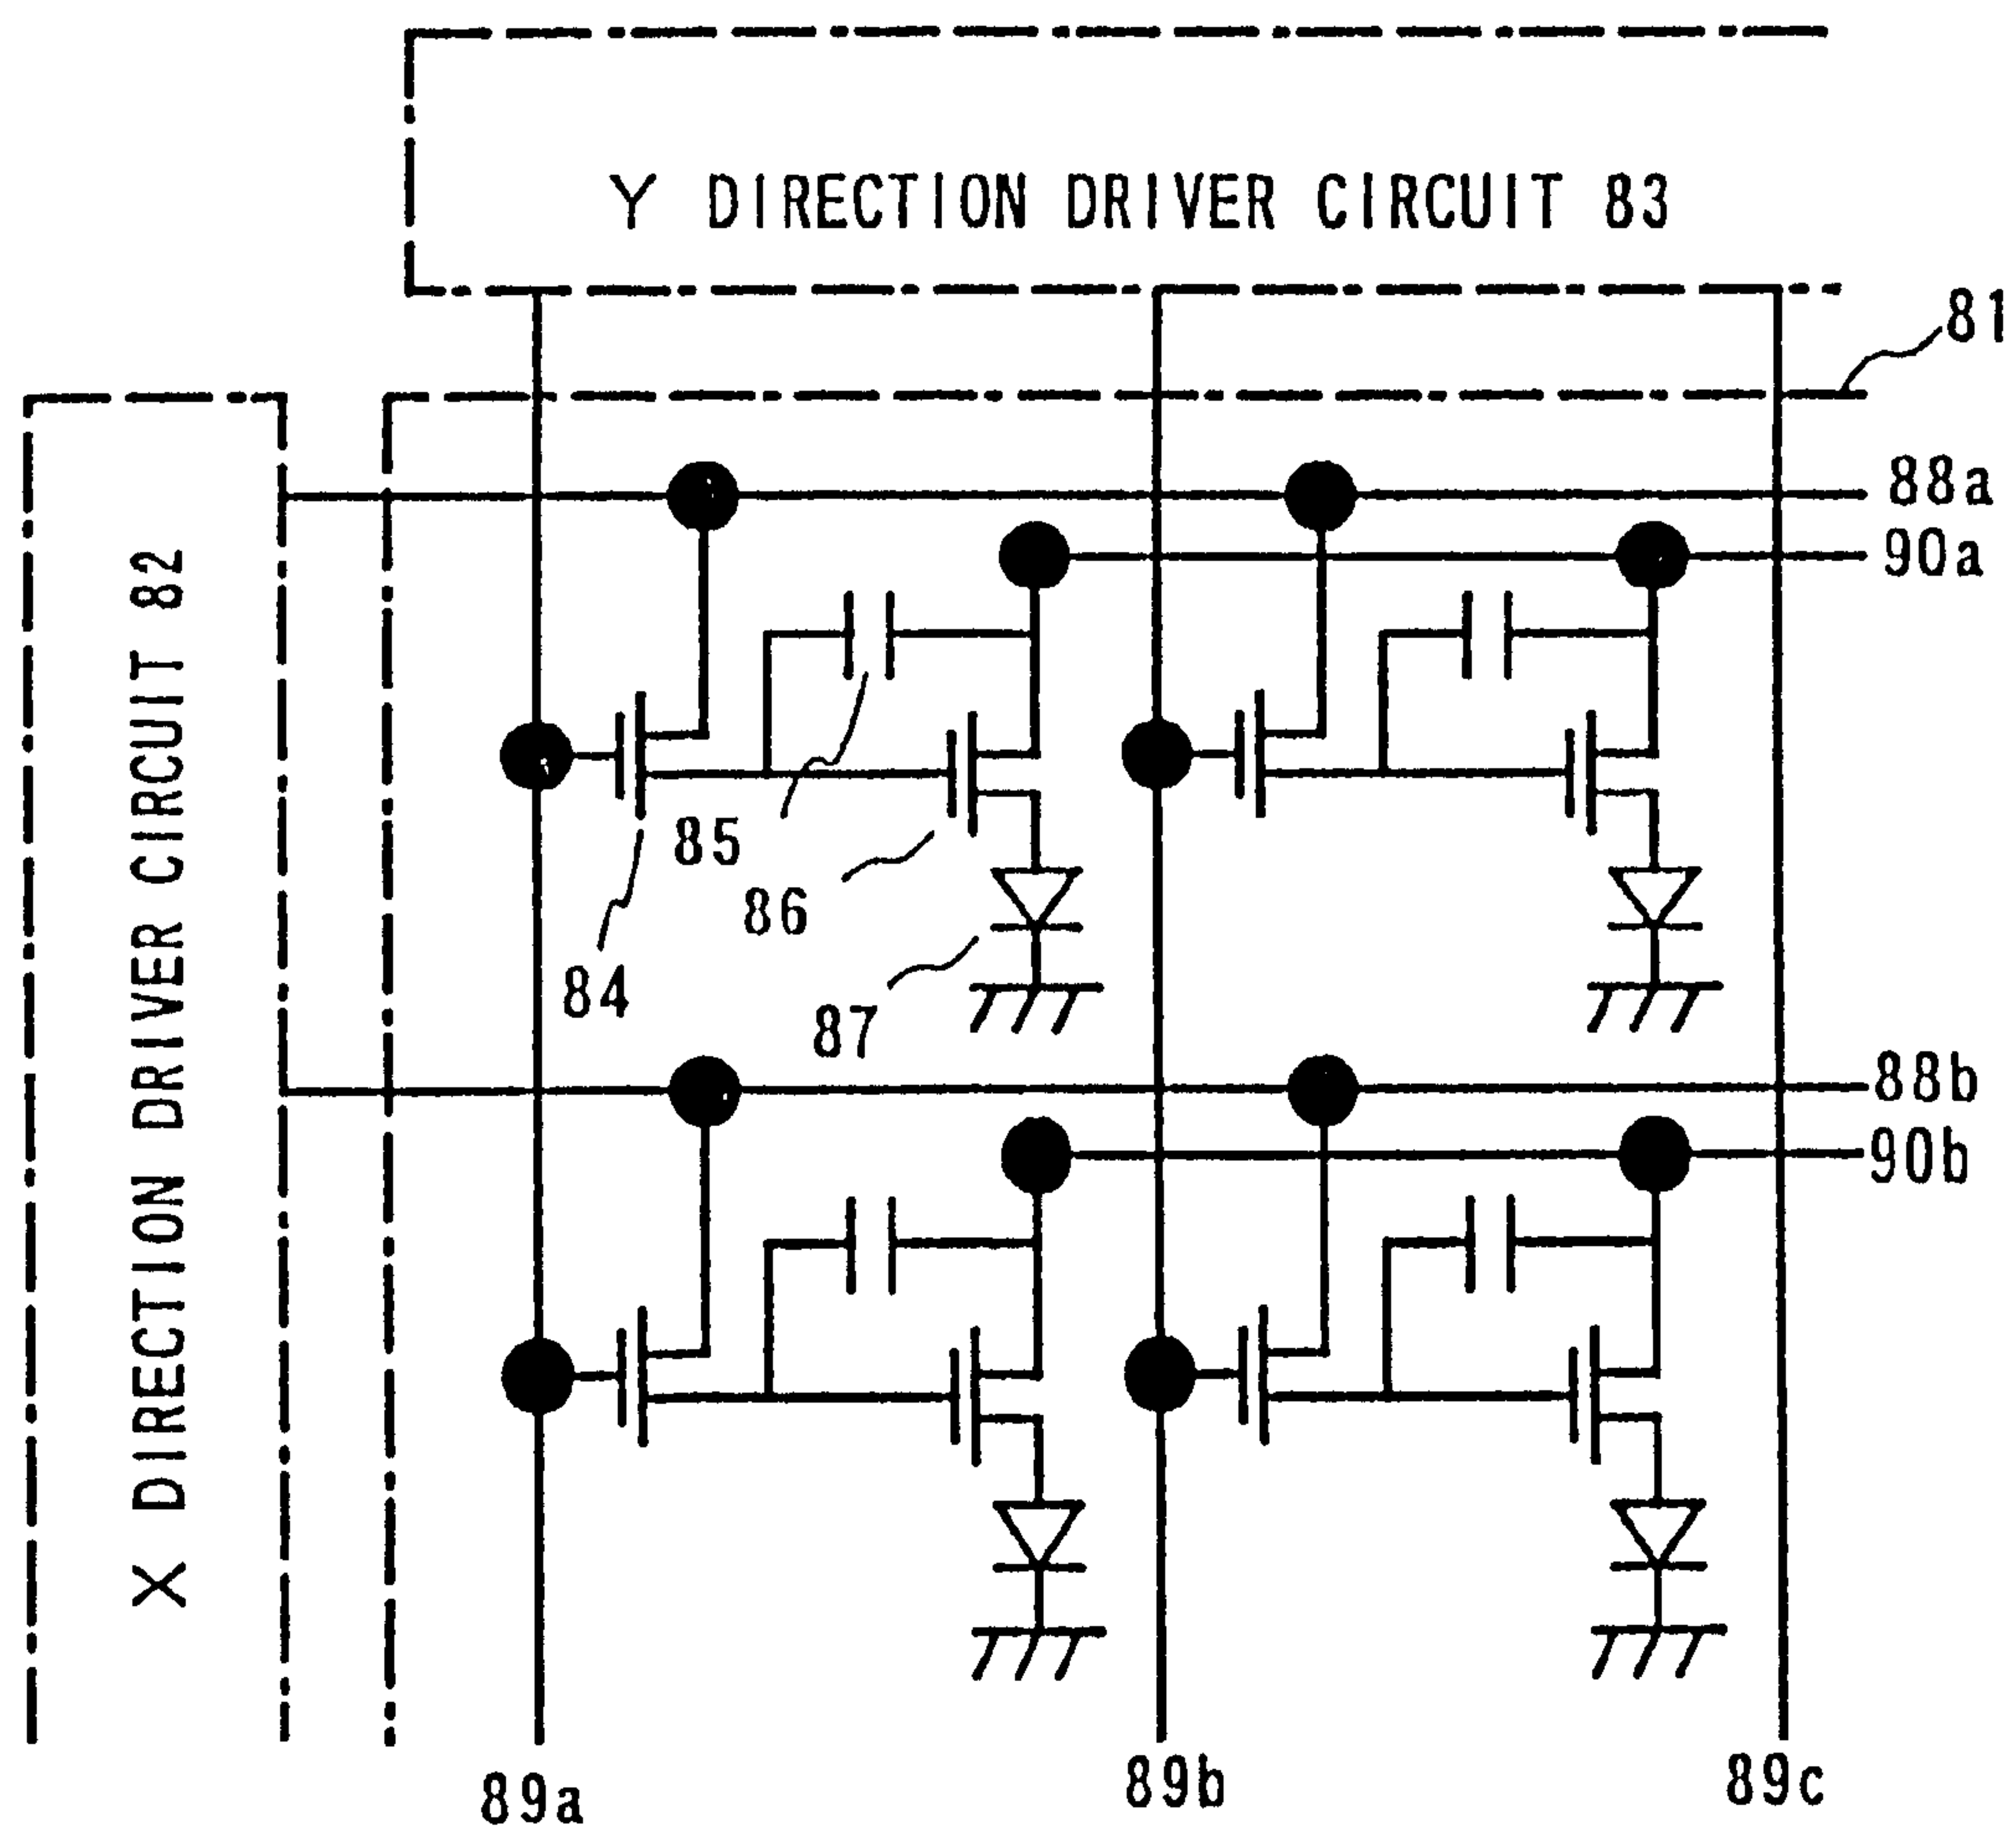 Y DIRECTION DRIVER CIRCUIT 83
81
88a
90a
X DIRECTION DRIVER CIRCUIT 82
85
86
84
87
88b
90b
89a
89b
89c